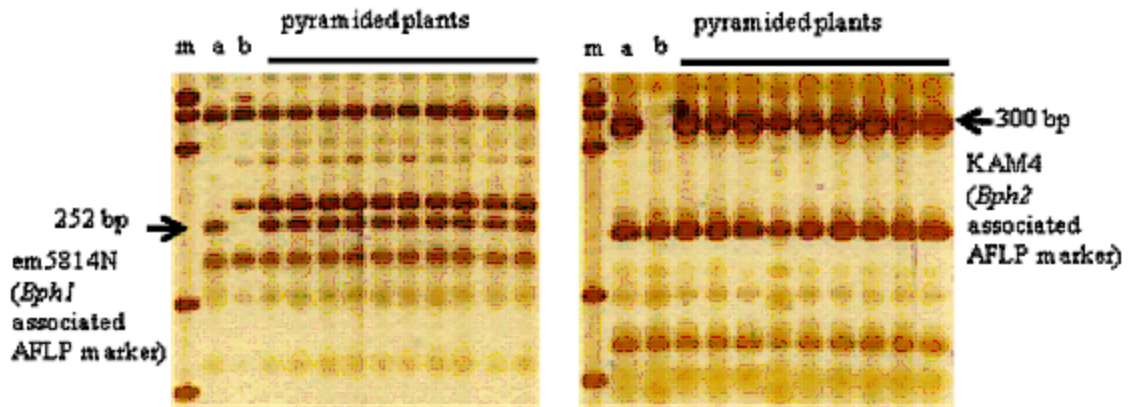 pyramided plants
m a b
252 bp
em5814N
(Bph1
associated
AFLP marker)
pyramided plants
m a b
300 bp
KAM4
(Bph2
associated
AFLP marker)